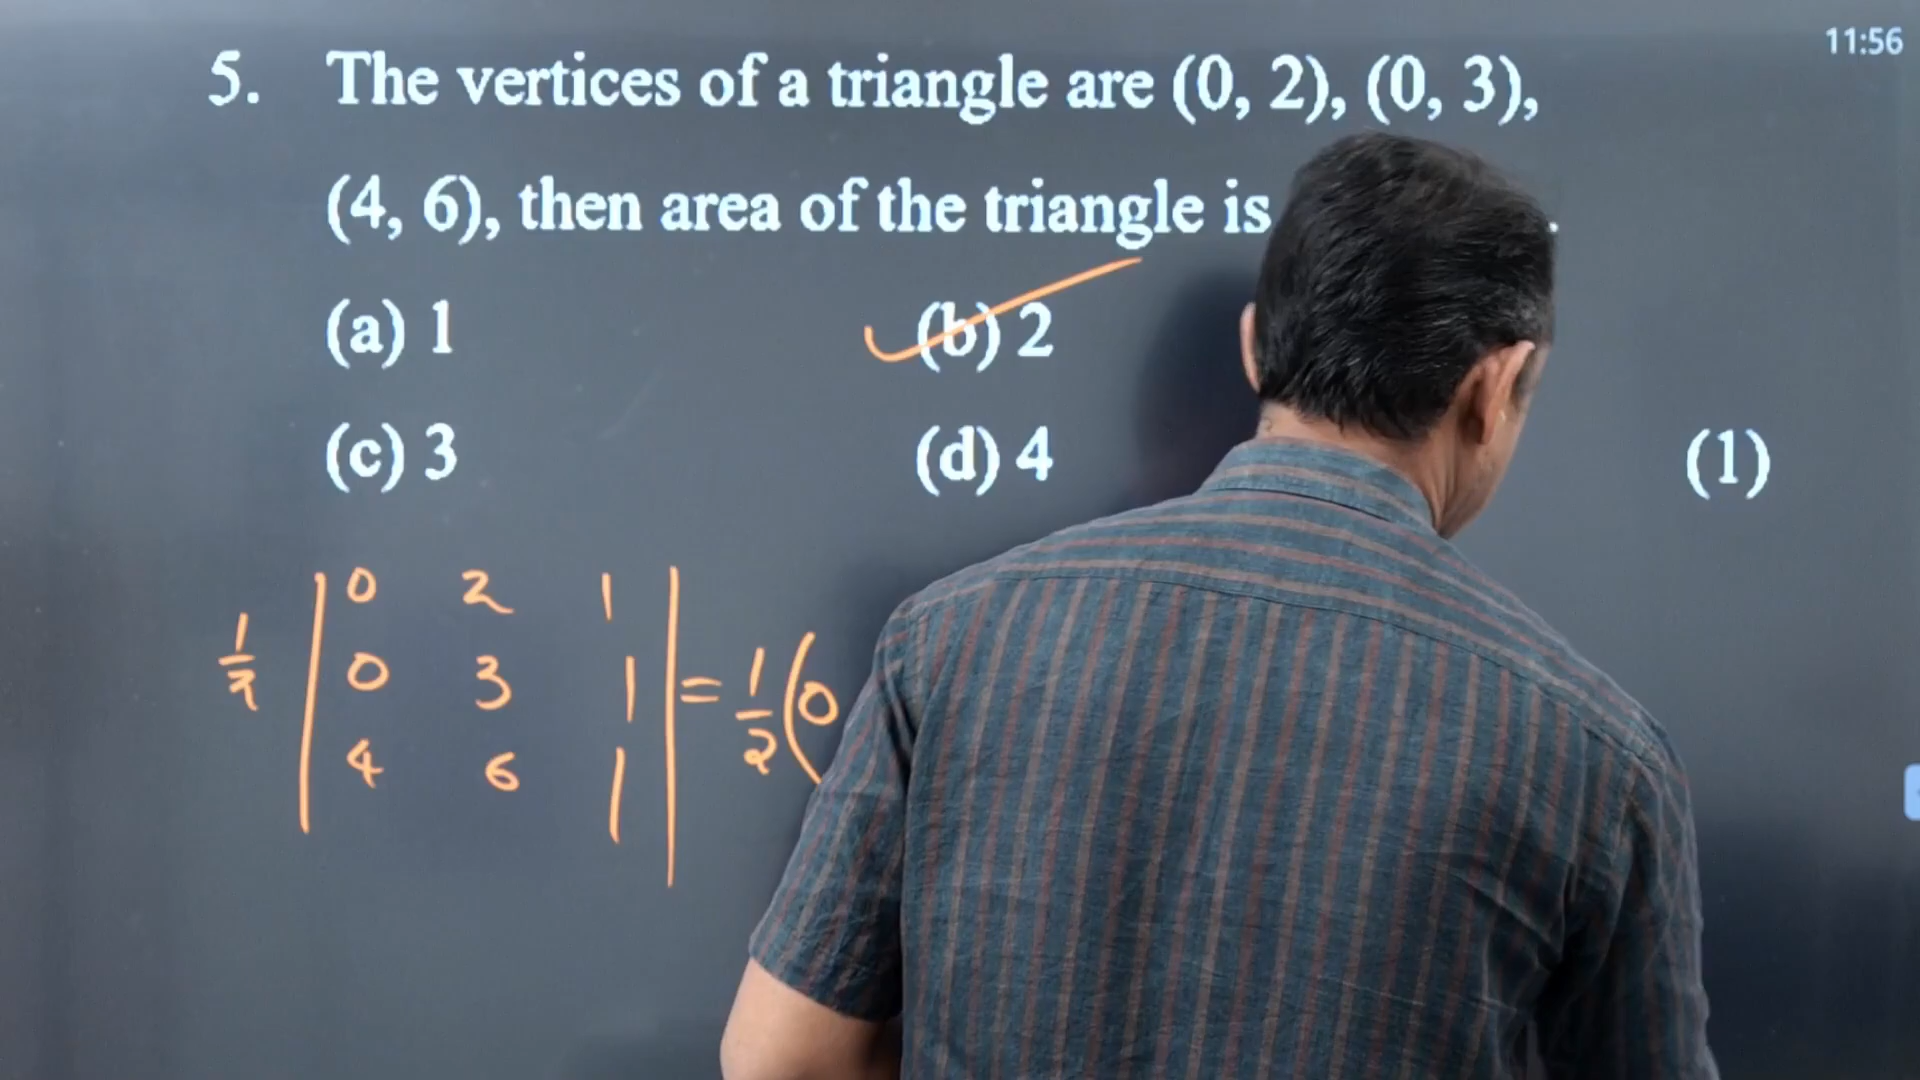 11:56
5. The vertices of a triangle are (0, 2), (0, 3),
(4, 6), then area of the triangle is .
(a) 1 (b) 2
(c) 3 (d) 4 (1)
0 2 1
1/2 | 0 3 1 | = 1/2 (0
4 6 1